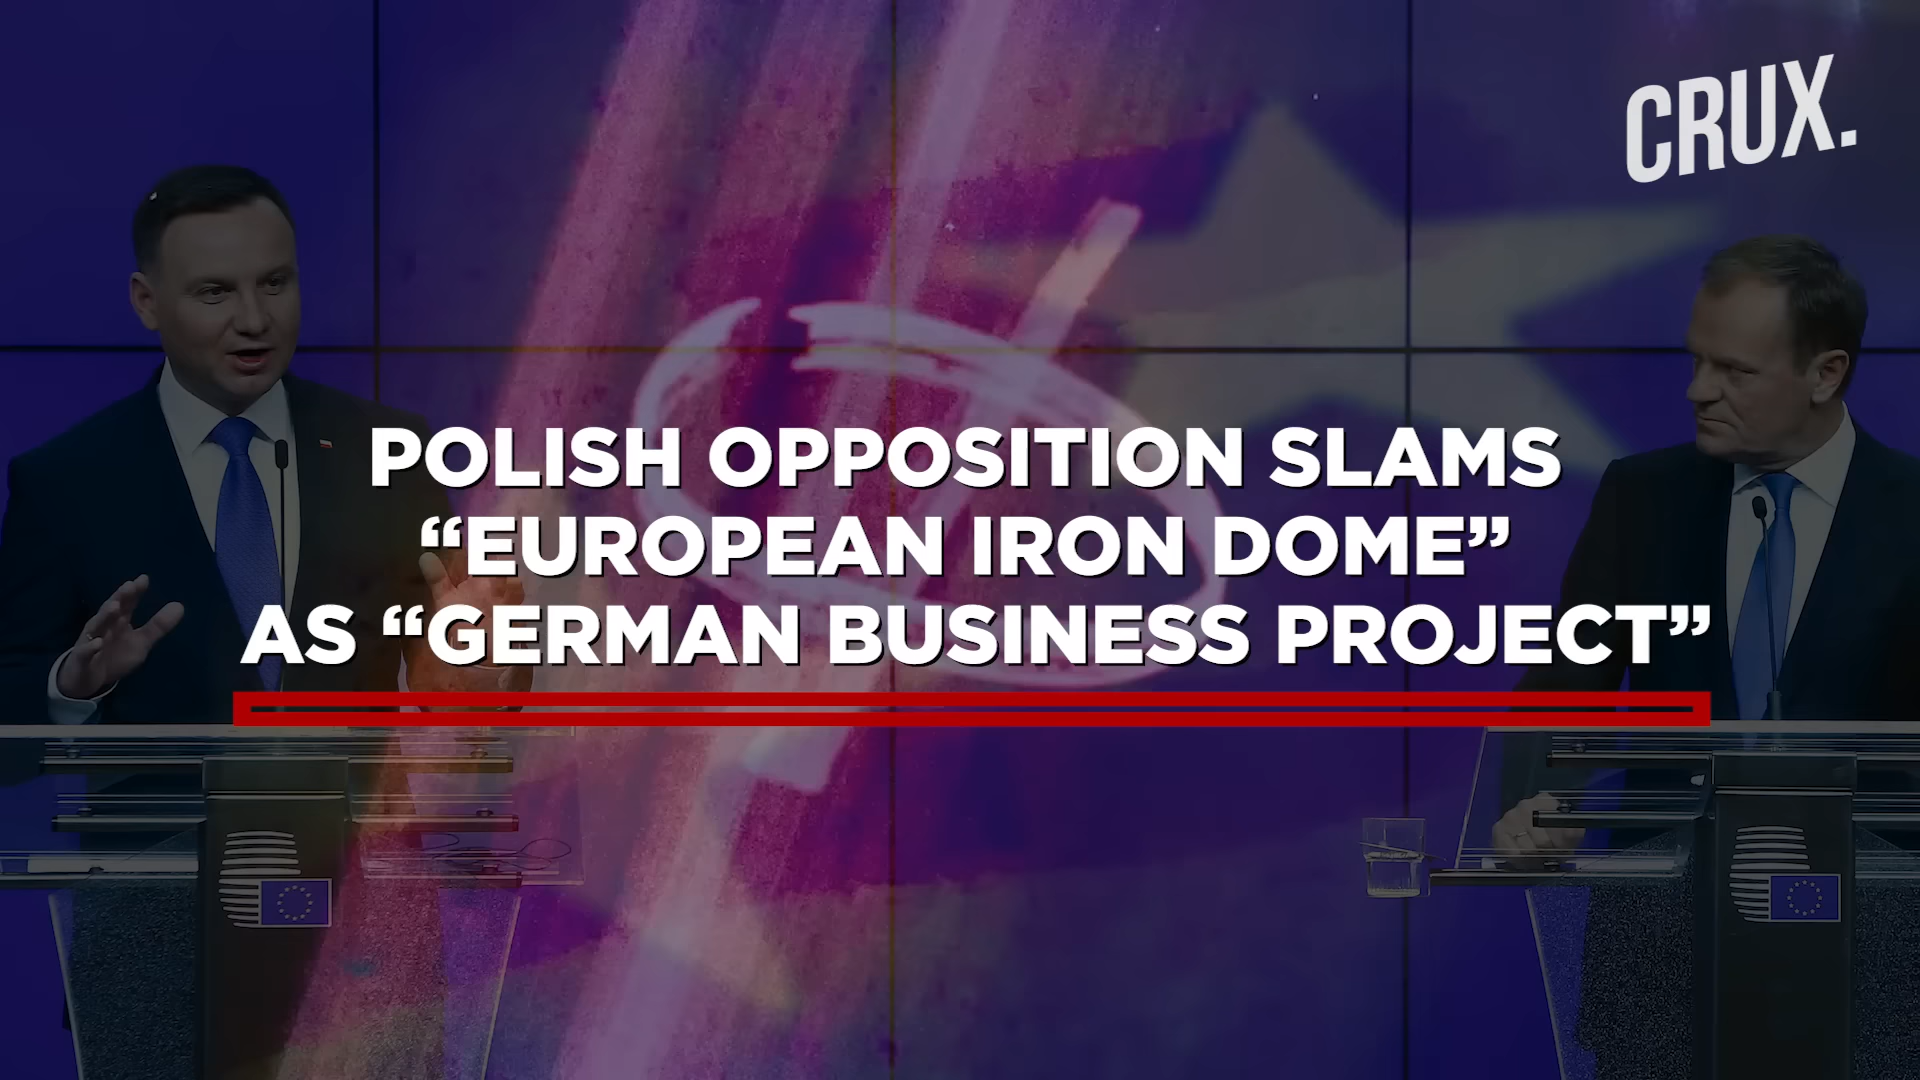 CRUX.
POLISH OPPOSITION SLAMS
“EUROPEAN IRON DOME”
AS “GERMAN BUSINESS PROJECT”